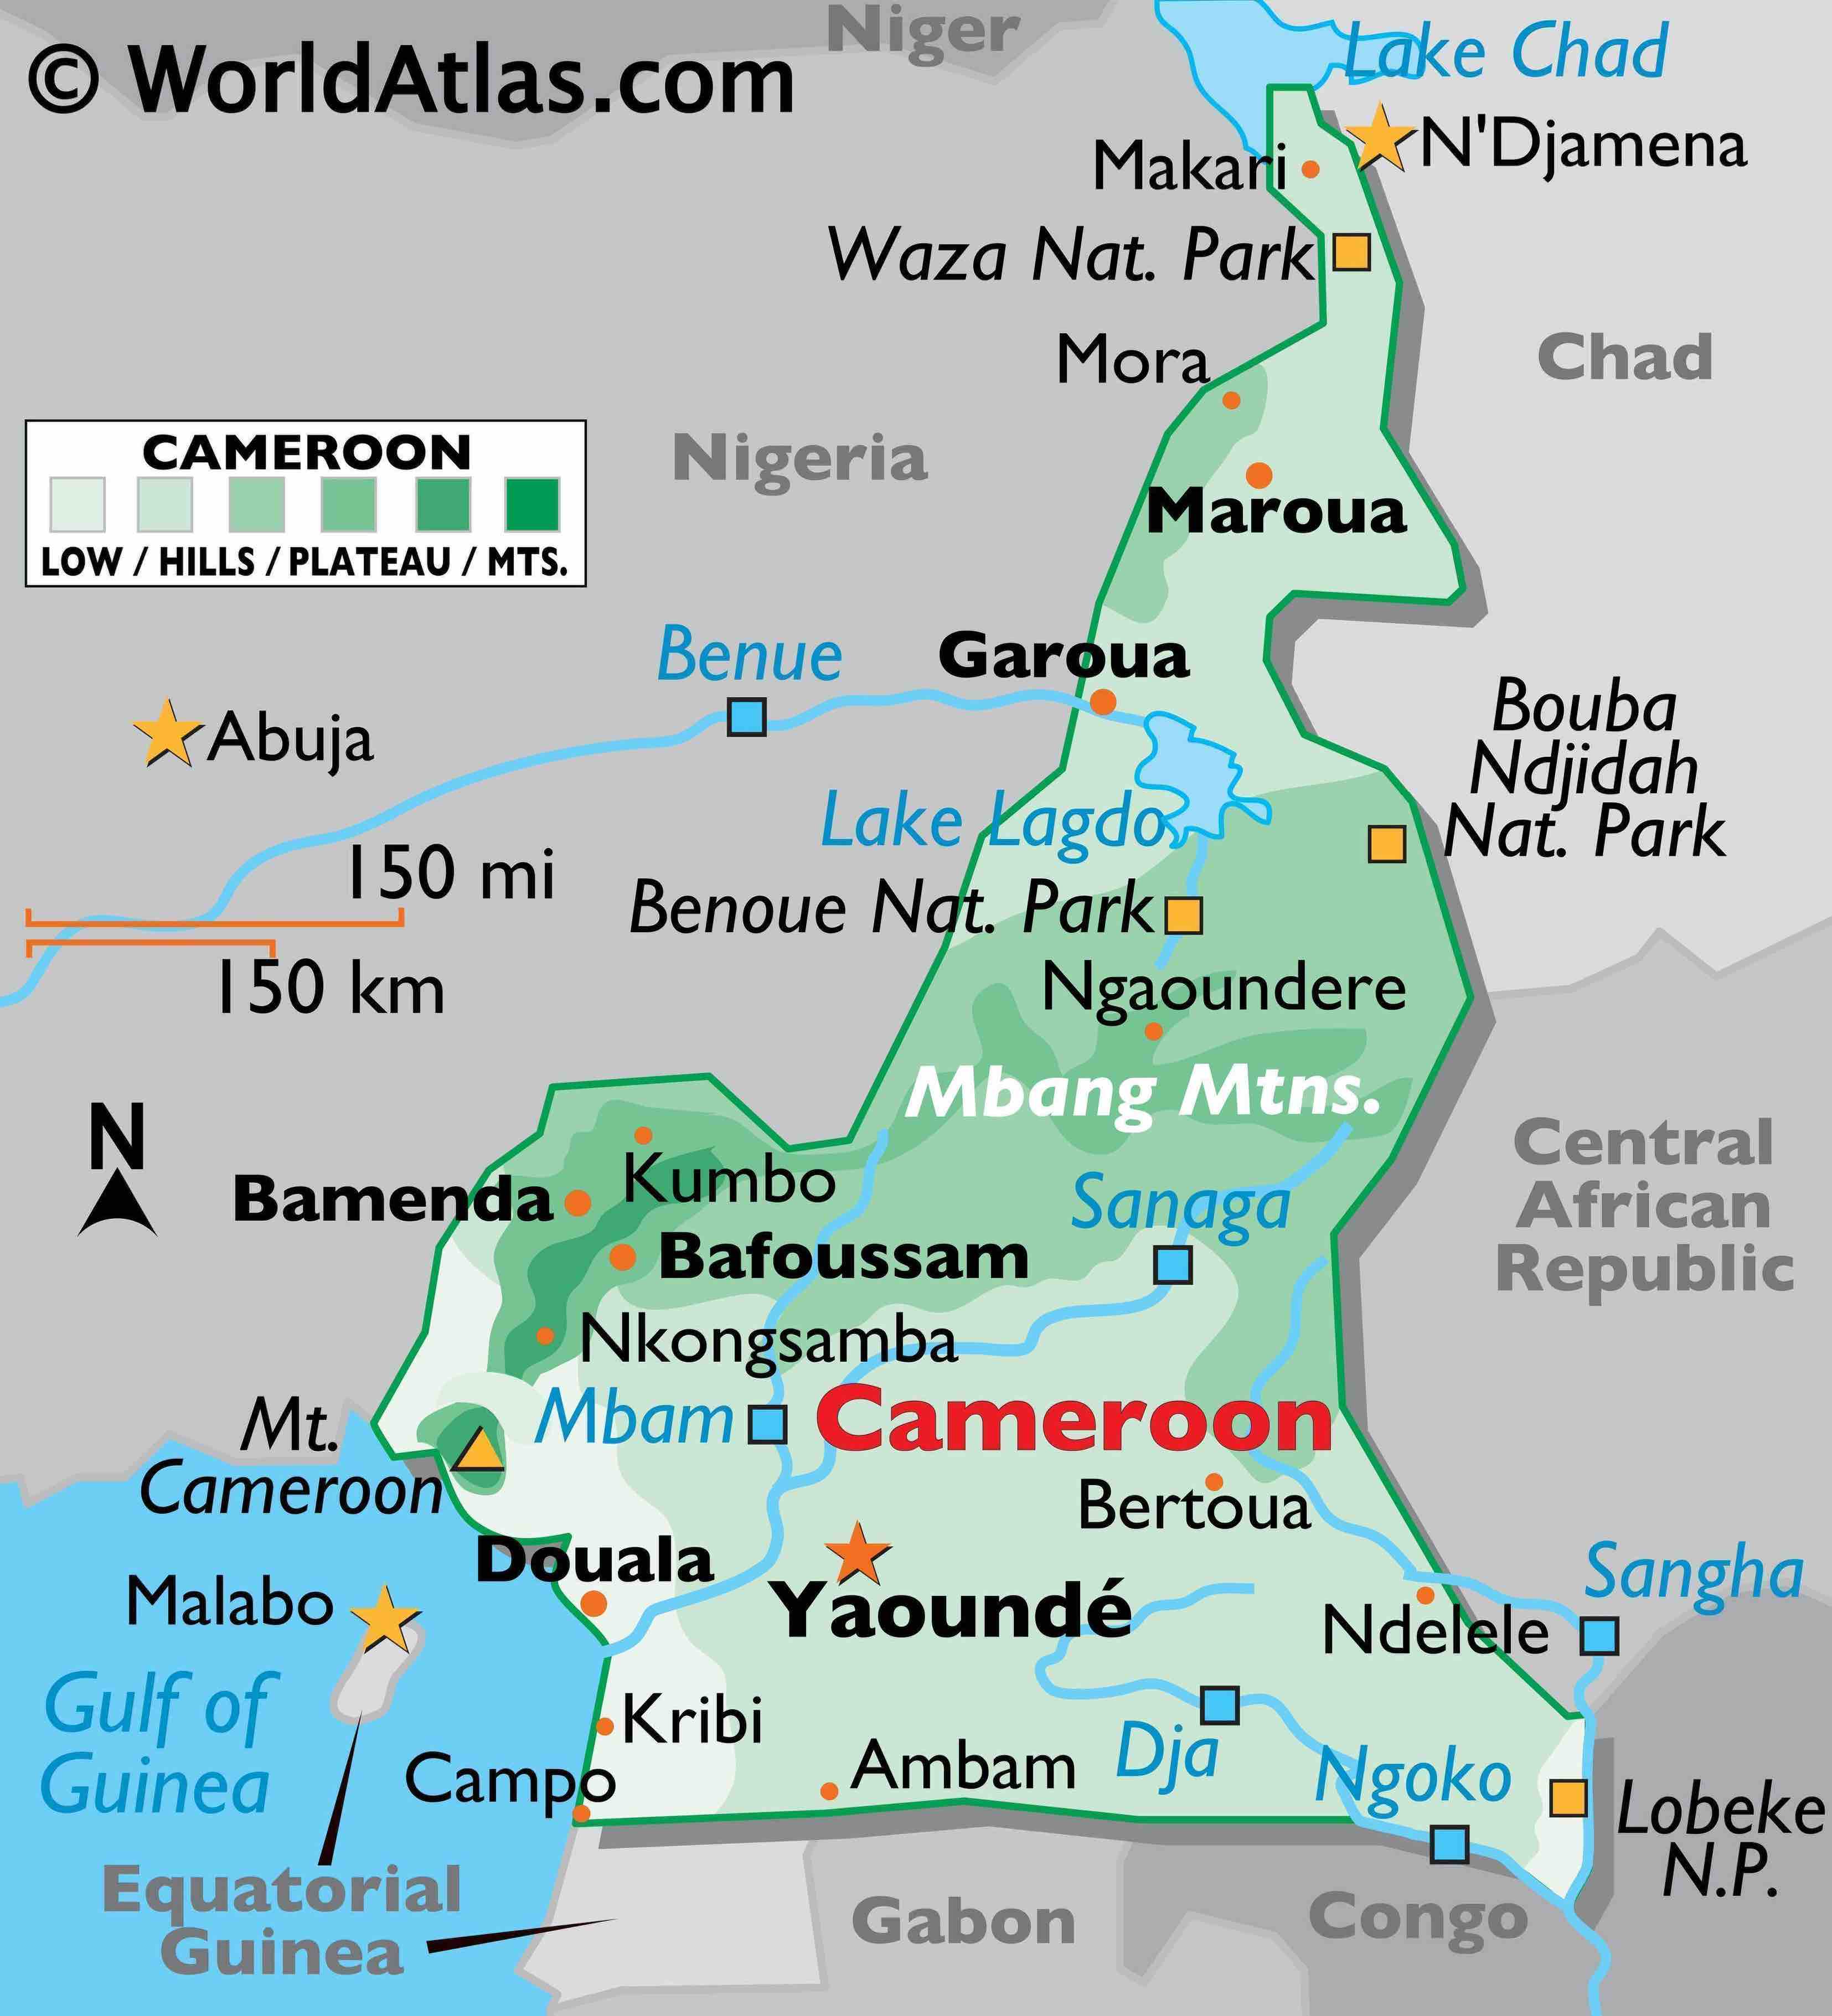 Niger
© WorldAtlas.com
Lake Chad
N'Djamena
Makari
Waza Nat. Park
Mora
Chad
Nigeria
CAMEROON
LOW / HILLS / PLATEAU / MTS.
Maroua
Benue
Garoua
Abuja
Bouba
Ndjidah
Nat. Park
Lake Lagdo
150 mi
Benoue Nat. Park
150 km
Ngaoundere
Mbang Mtns.
N
Central
African
Republic
Kumbo
Bamenda
Sanaga
Bafoussam
Nkongsamba
Mt.
Cameroon
Mbam
Cameroon
Bertoua
Douala
Yaoundé
Sangha
Malabo
Ndelele
Gulf of
Guinea
Kribi
Dja
Ngoko
Campo
Ambam
Lobeke
N.P.
Equatorial
Guinea
Gabon
Congo